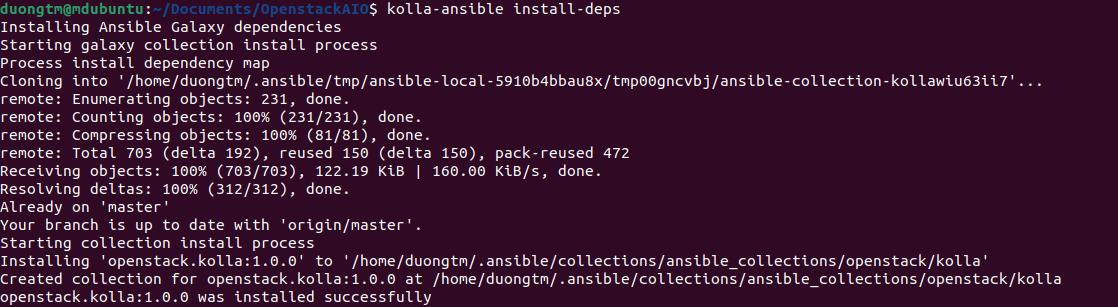 duongtm@mdubuntu:~/Documents/OpenstackAIO$ kolla-ansible install-deps
Installing Ansible Galaxy dependencies
Starting galaxy collection install process
Process install dependency map
Cloning into '/home/duongtm/.ansible/tmp/ansible-local-5910b4bbau8x/tmp00gncvbj/ansible-collection-kollawiu63ii7'...
remote: Enumerating objects: 231, done.
remote: Counting objects: 100% (231/231), done.
remote: Compressing objects: 100% (81/81), done.
remote: Total 703 (delta 192), reused 150 (delta 150), pack-reused 472
Receiving objects: 100% (703/703), 122.19 KiB | 160.00 KiB/s, done.
Resolving deltas: 100% (312/312), done.
Already on 'master'
Your branch is up to date with 'origin/master'.
Starting collection install process
Installing 'openstack.kolla:1.0.0' to '/home/duongtm/.ansible/collections/ansible_collections/openstack/kolla'
Created collection for openstack.kolla:1.0.0 at /home/duongtm/.ansible/collections/ansible_collections/openstack/kolla
openstack.kolla:1.0.0 was installed successfully